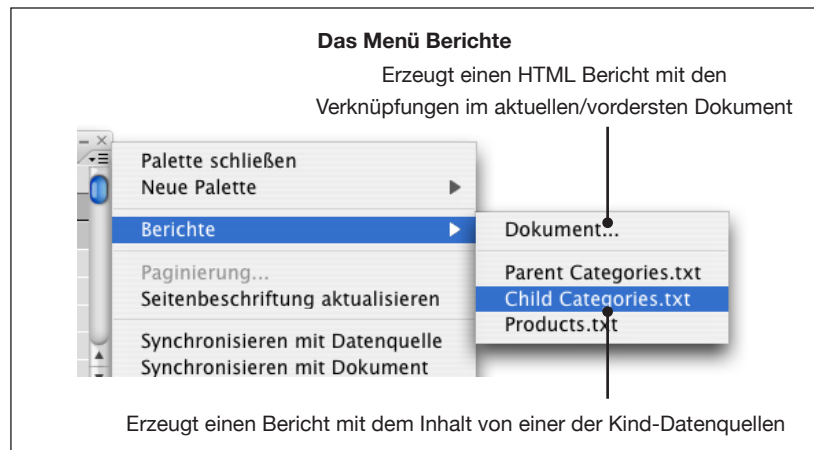 Das Menü Berichte
Erzeugt einen HTML Bericht mit den
Verknüpfungen im aktuellen/vordersten Dokument
Palette schließen
Neue Palette
Berichte
Paginierung...
Seitenbeschriftung aktualisieren
Synchronisieren mit Datenquelle
Synchronisieren mit Dokument
Dokument...
Parent Categories.txt
Child Categories.txt
Products.txt
Erzeugt einen Bericht mit dem Inhalt von einer der Kind-Datenquellen